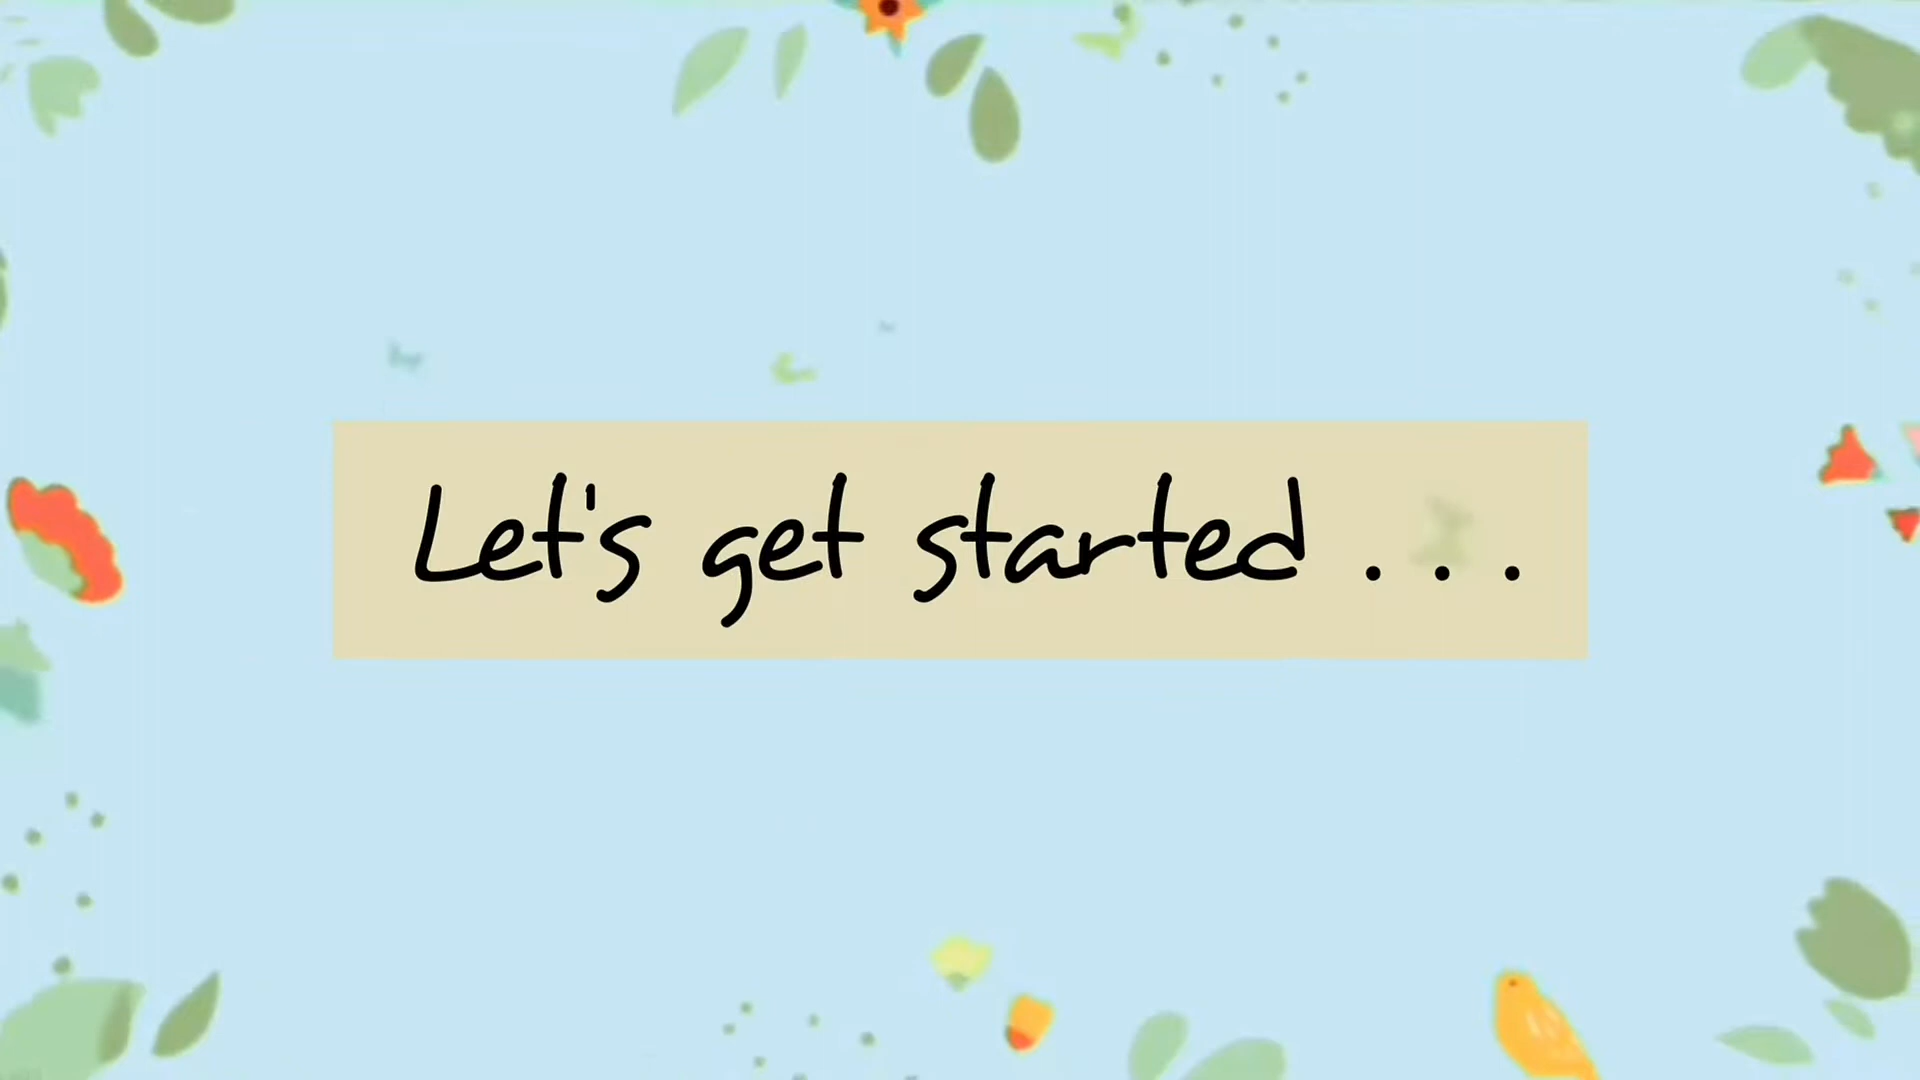 Let's get started . . .